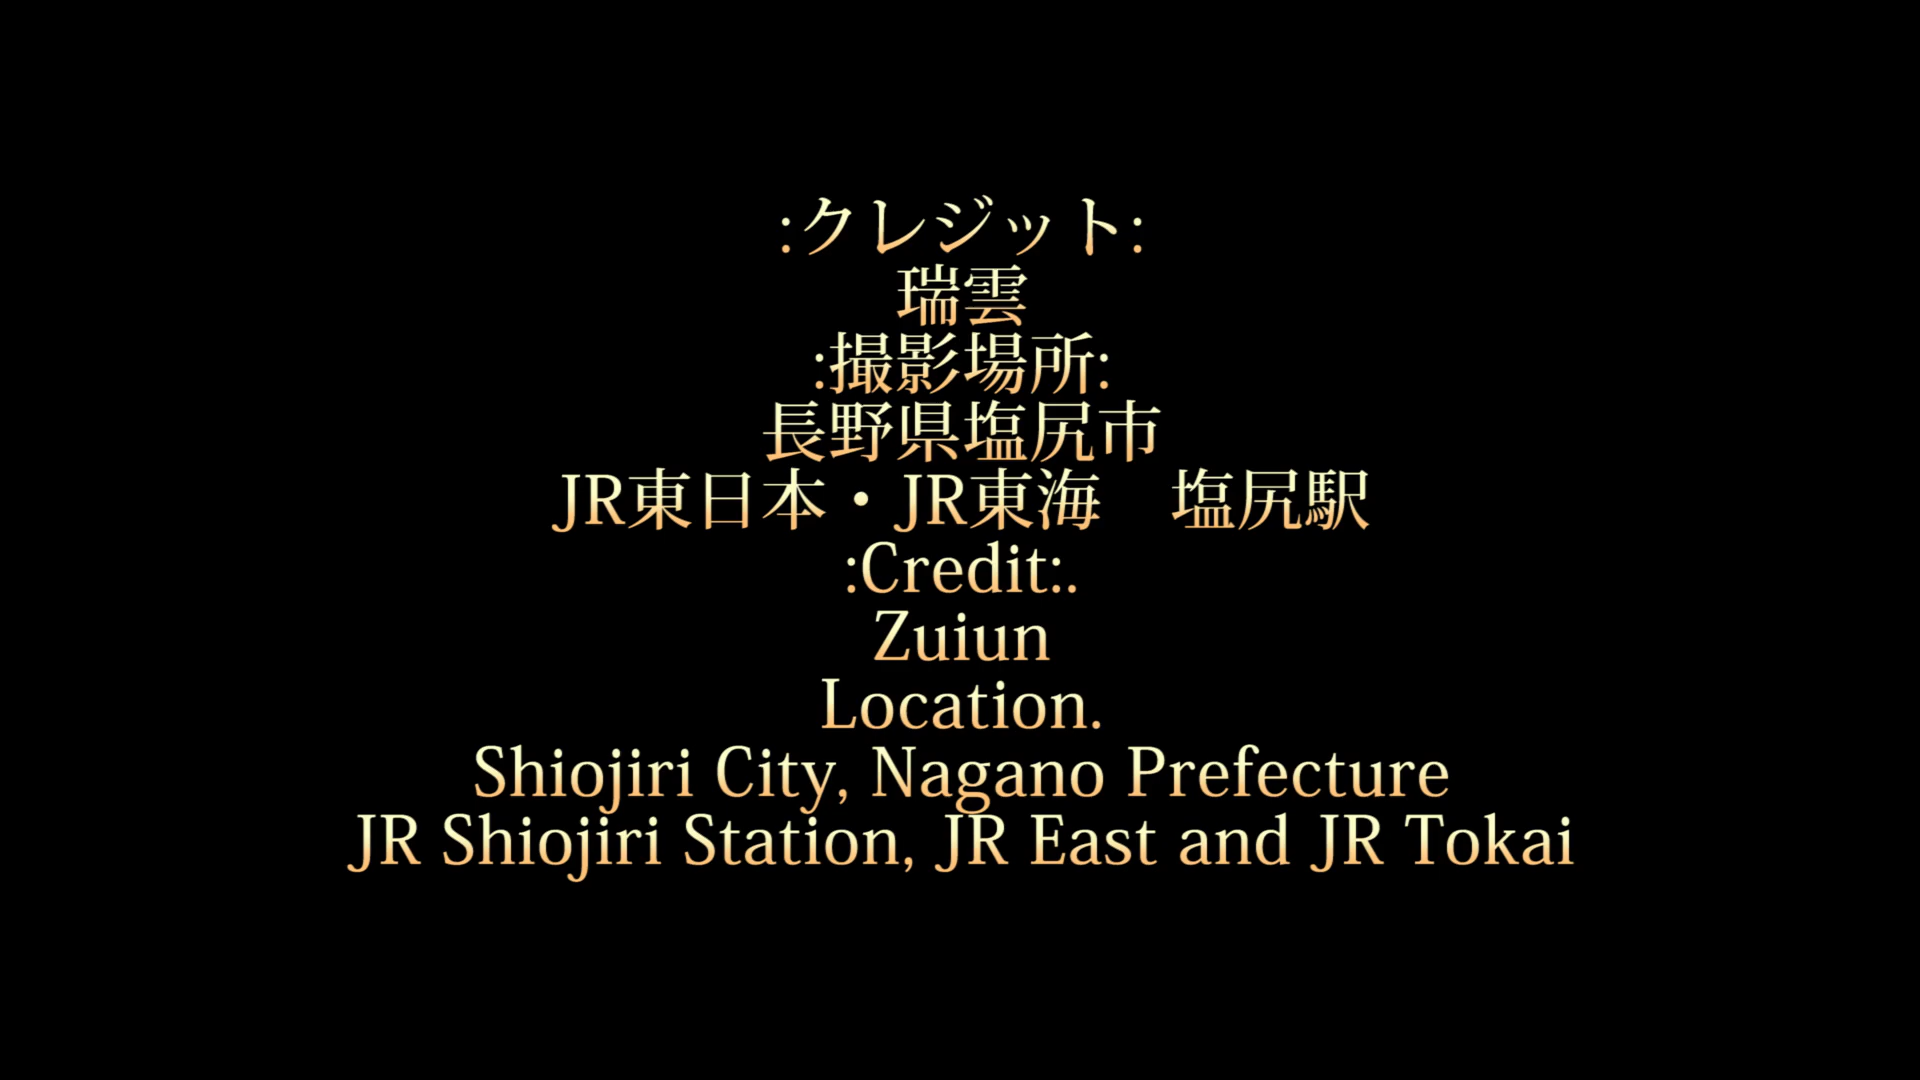 :クレジット:
瑞雲
:撮影場所:
長野県塩尻市
JR東日本・JR東海　塩尻駅
:Credit:.
Zuiun
Location.
Shiojiri City, Nagano Prefecture
JR Shiojiri Station, JR East and JR Tokai